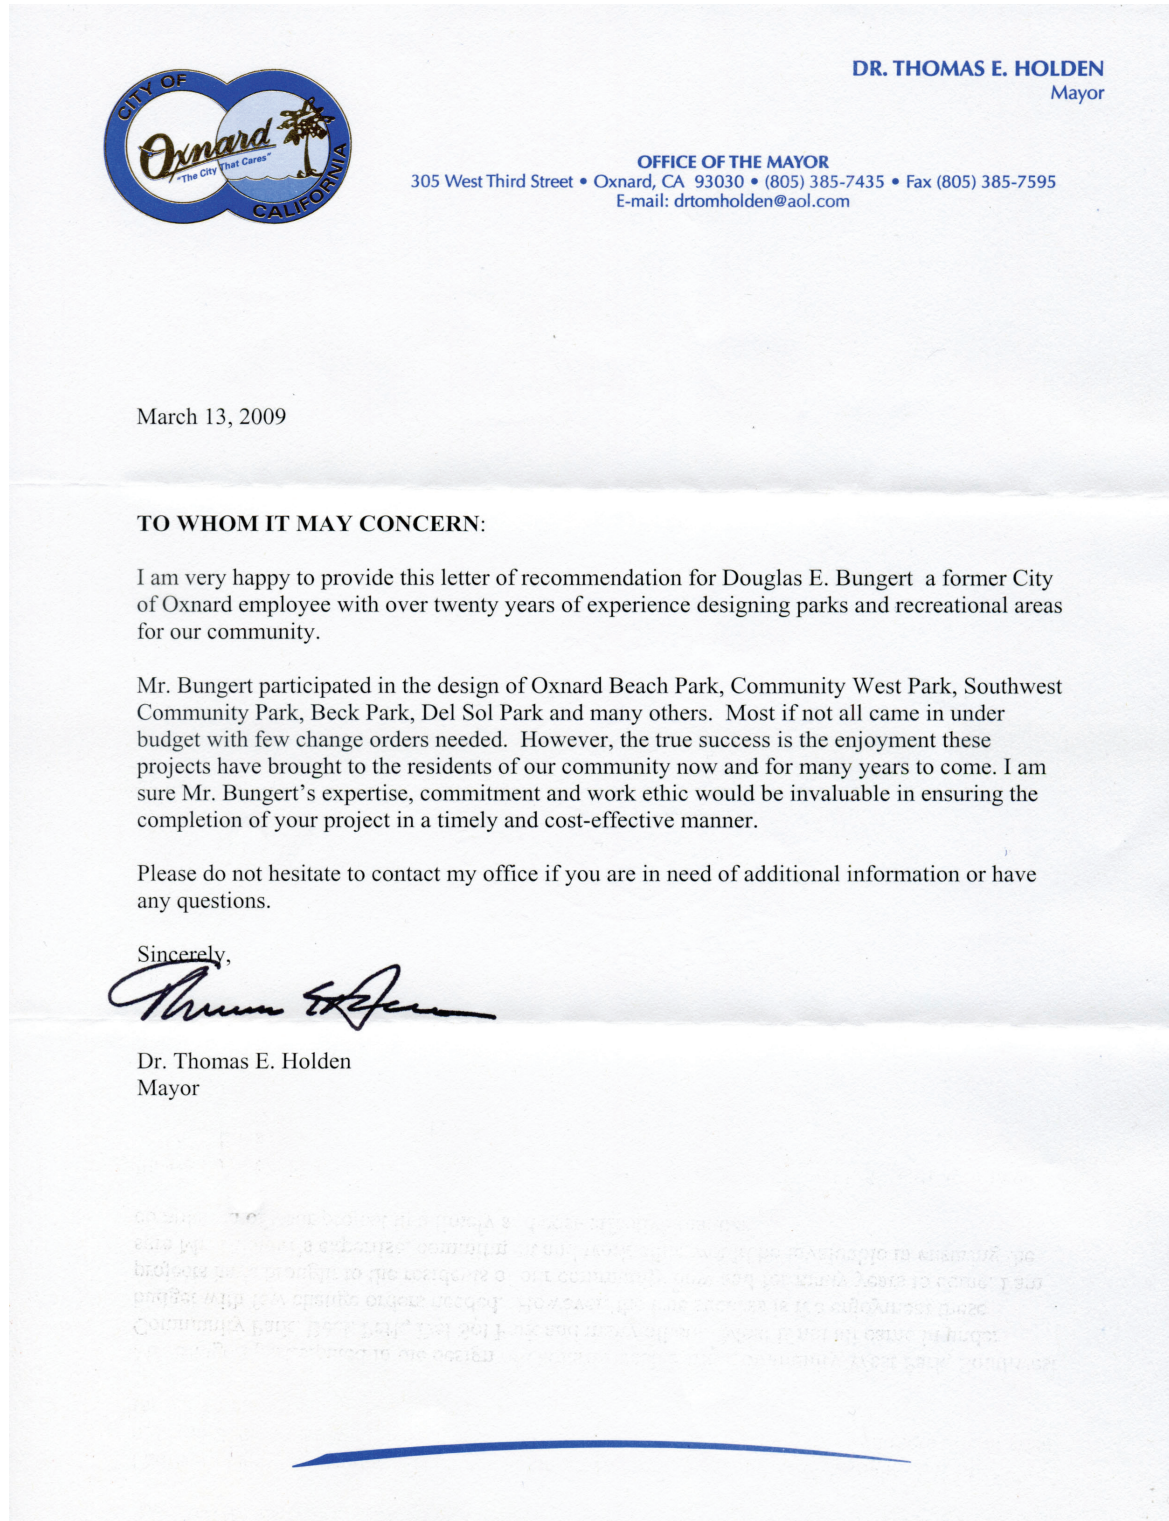 CITY OF
Oxnard
"The City That Cares"
CALIFORNIA
DR. THOMAS E. HOLDEN
Mayor
OFFICE OF THE MAYOR
305 West Third Street • Oxnard, CA 93030 • (805) 385-7435 • Fax (805) 385-7595
E-mail: drtomholden@aol.com
March 13, 2009
TO WHOM IT MAY CONCERN:
I am very happy to provide this letter of recommendation for Douglas E. Bungert a former City
of Oxnard employee with over twenty years of experience designing parks and recreational areas
for our community.
Mr. Bungert participated in the design of Oxnard Beach Park, Community West Park, Southwest
Community Park, Beck Park, Del Sol Park and many others. Most if not all came in under
budget with few change orders needed. However, the true success is the enjoyment these
projects have brought to the residents of our community now and for many years to come. I am
sure Mr. Bungert's expertise, commitment and work ethic would be invaluable in ensuring the
completion of your project in a timely and cost-effective manner.
Please do not hesitate to contact my office if you are in need of additional information or have
any questions.
Sincerely,
Dr. Thomas E. Holden
Mayor